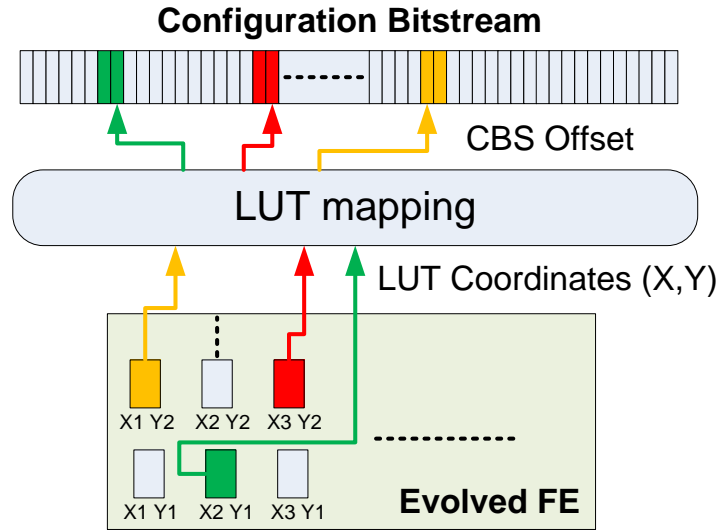 Configuration Bitstream
CBS Offset
LUT mapping
LUT Coordinates (X,Y)
X1 Y2 X2 Y2 X3 Y2
X1 Y1 X2 Y1 X3 Y1
Evolved FE